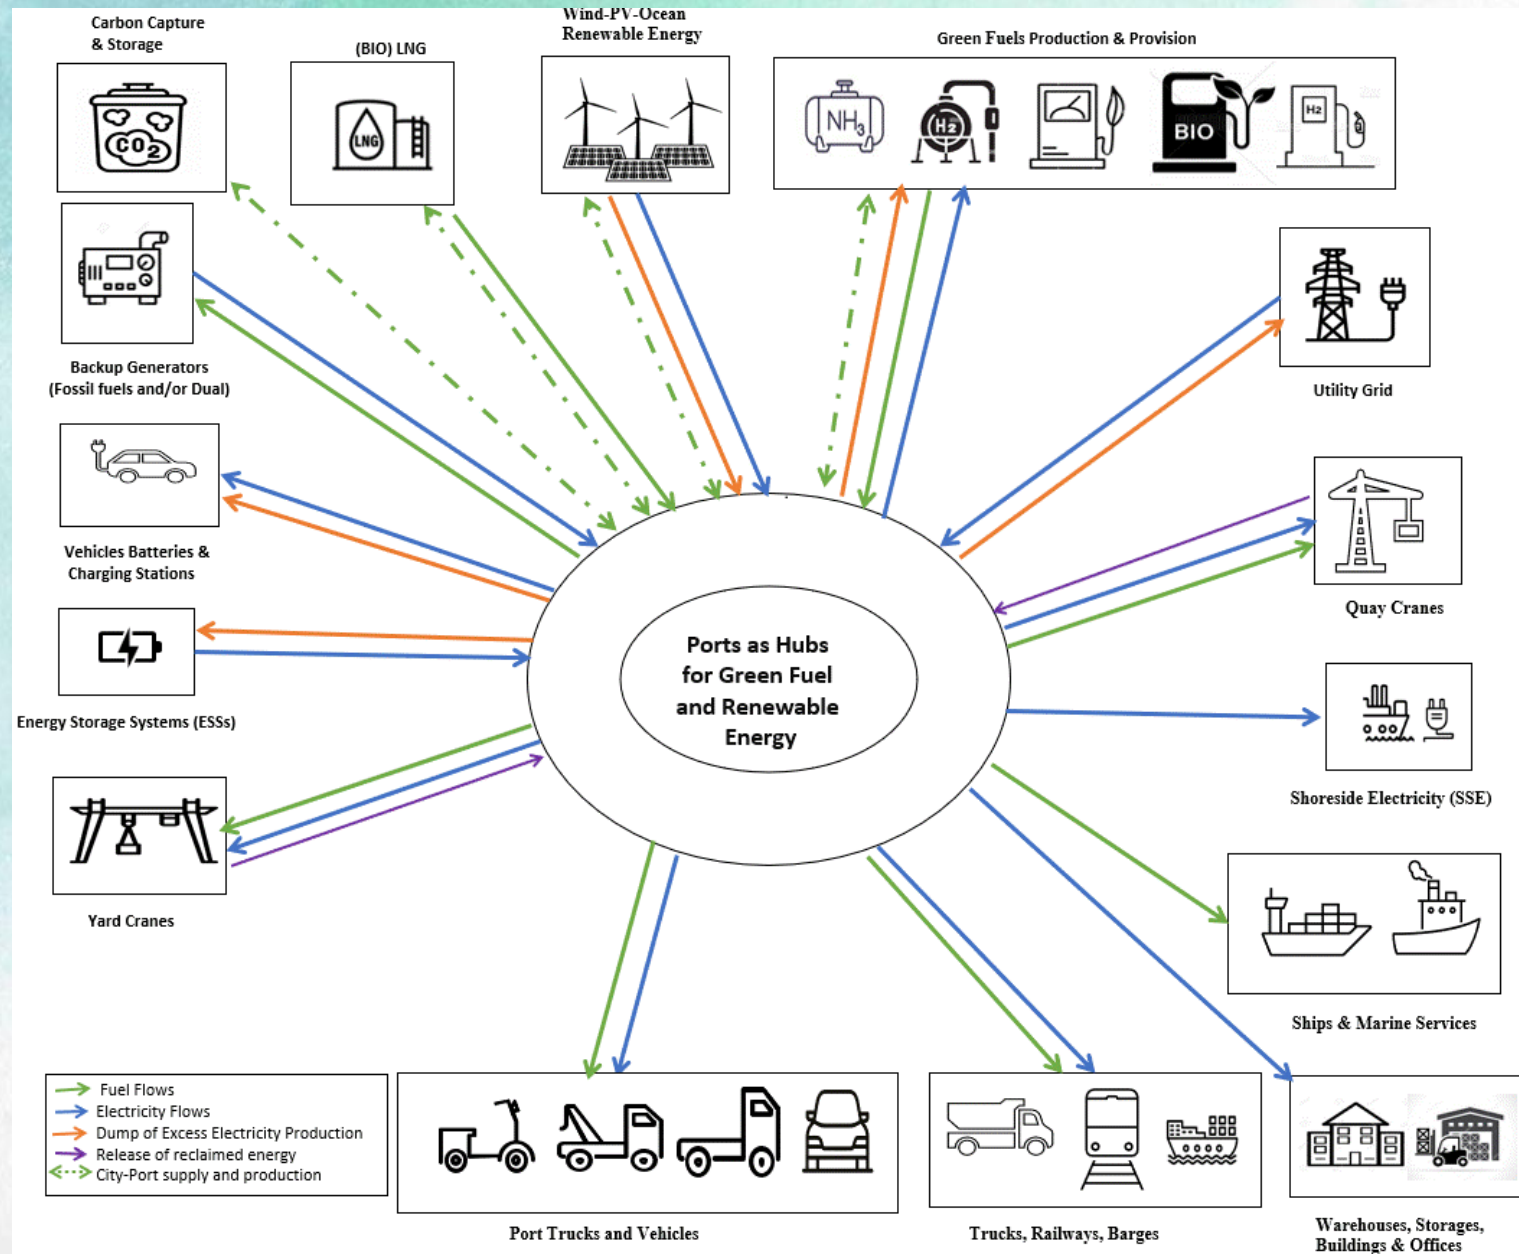 Carbon Capture
& Storage
(BIO) LNG
Wind-PV-Ocean
Renewable Energy
Green Fuels Production & Provision
CO2
LNG
NH3
H2
BIO
H2
Backup Generators
(Fossil fuels and/or Dual)
Utility Grid
Vehicles Batteries &
Charging Stations
Quay Cranes
Energy Storage Systems (ESSs)
Ports as Hubs
for Green Fuel
and Renewable
Energy
Shoreside Electricity (SSE)
Yard Cranes
Ships & Marine Services
Fuel Flows
Electricity Flows
Dump of Excess Electricity Production
Release of reclaimed energy
City-Port supply and production
Port Trucks and Vehicles
Trucks, Railways, Barges
Warehouses, Storages,
Buildings & Offices